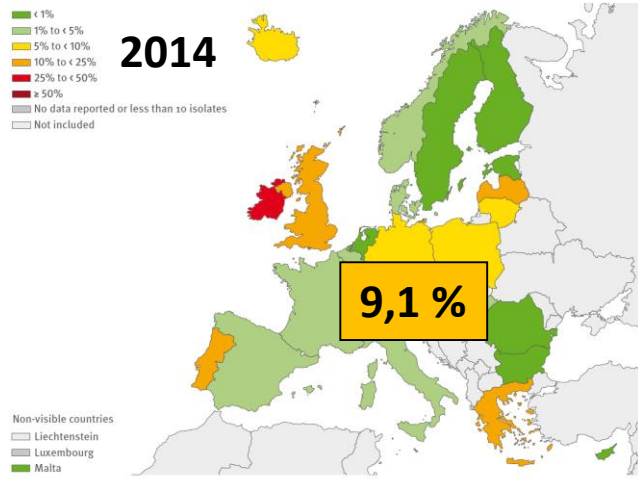 < 1%
1% to < 5%
5% to < 10%
10% to < 25%
25% to < 50%
≥ 50%
No data reported or less than 10 isolates
Not included
2014
9,1 %
Non-visible countries
Liechtenstein
Luxembourg
Malta